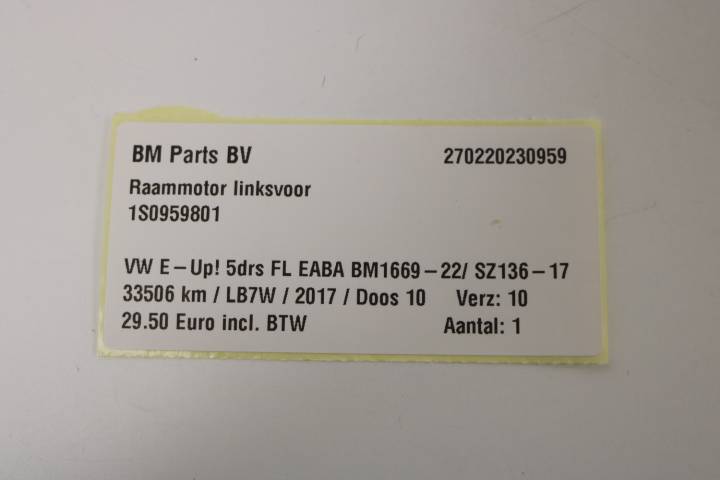 BM Parts BV 270220230959
Raammotor linksvoor
1S0959801
VW E-Up! 5drs FL EABA BM1669-22/ SZ136-17
33506 km / LB7W / 2017 / Doos 10 Verz: 10
29.50 Euro incl. BTW Aantal: 1